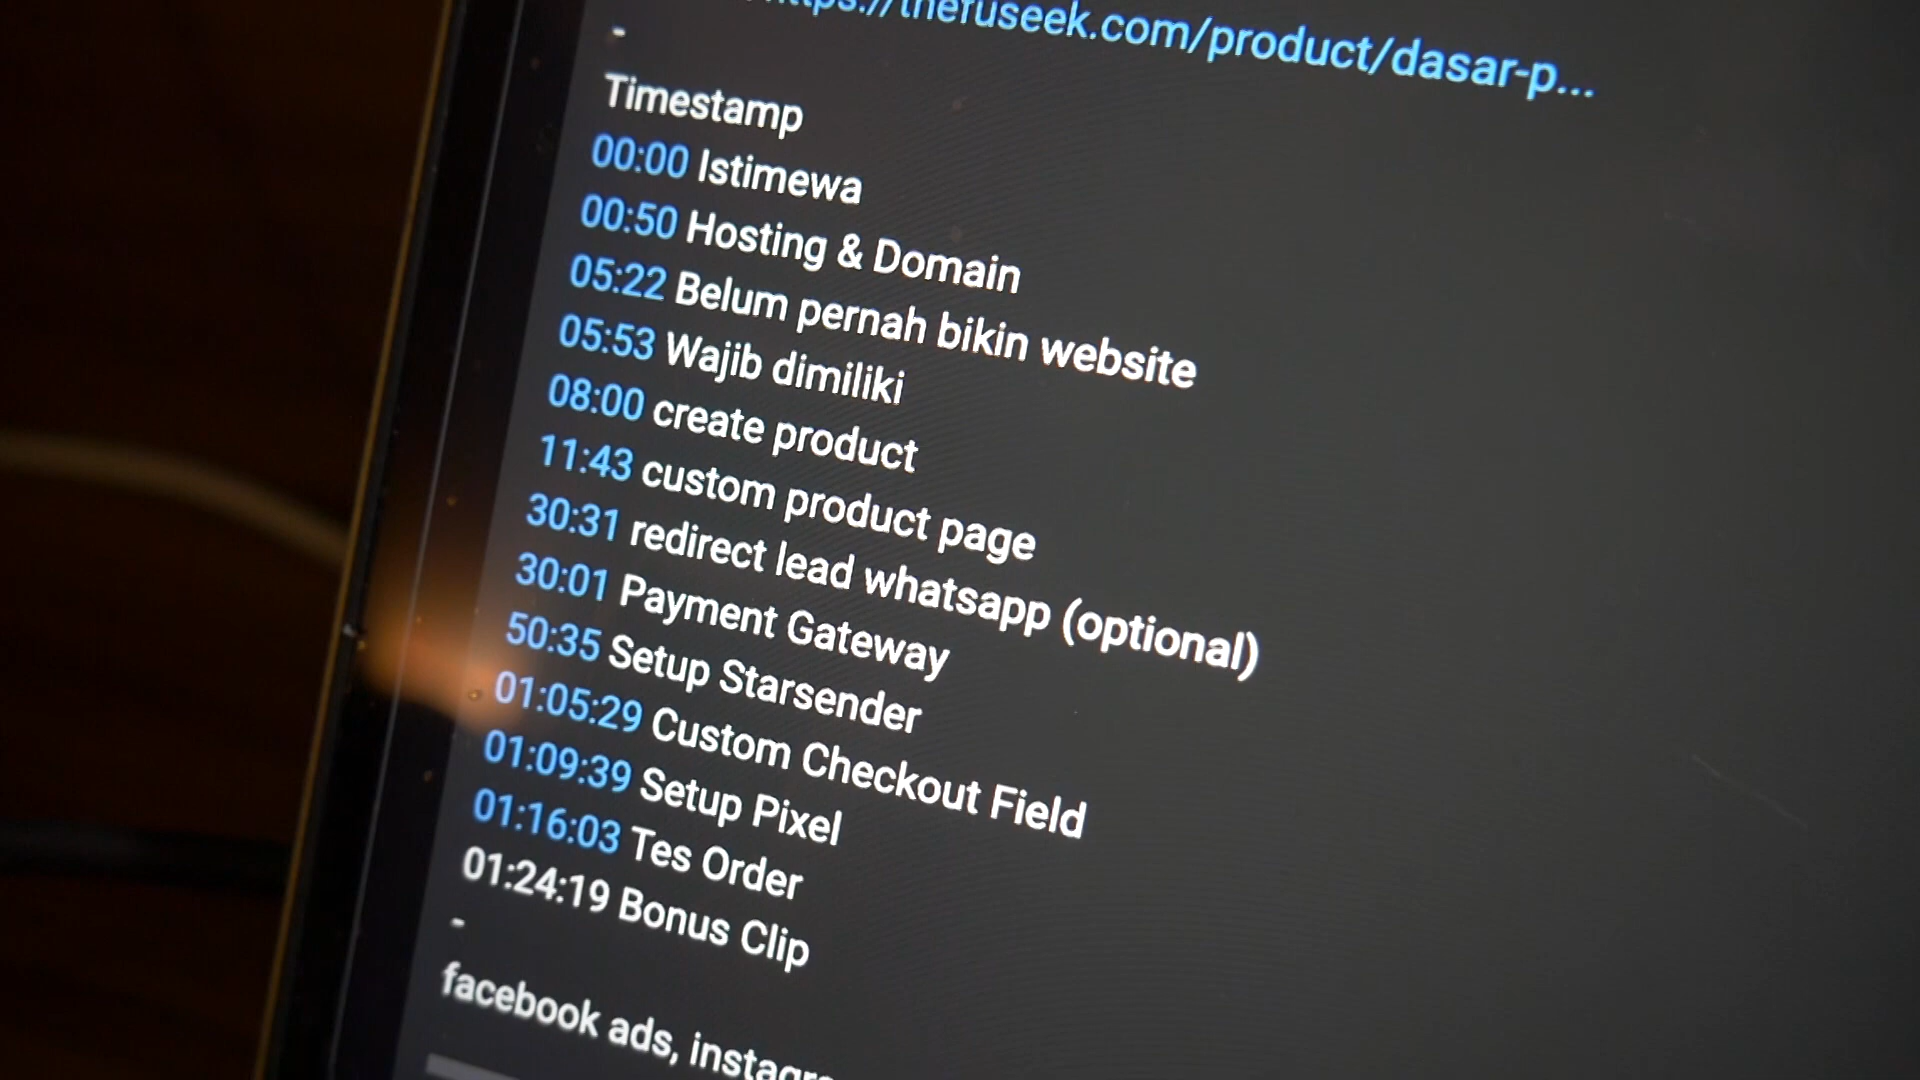 https://thefuseek.com/product/dasar-p...
-
Timestamp
00:00 Istimewa
00:50 Hosting & Domain
05:22 Belum pernah bikin website
05:53 Wajib dimiliki
08:00 create product
11:43 custom product page
30:31 redirect lead whatsapp (optional)
30:01 Payment Gateway
50:35 Setup Starsender
01:05:29 Custom Checkout Field
01:09:39 Setup Pixel
01:16:03 Tes Order
01:24:19 Bonus Clip
-
facebook ads,